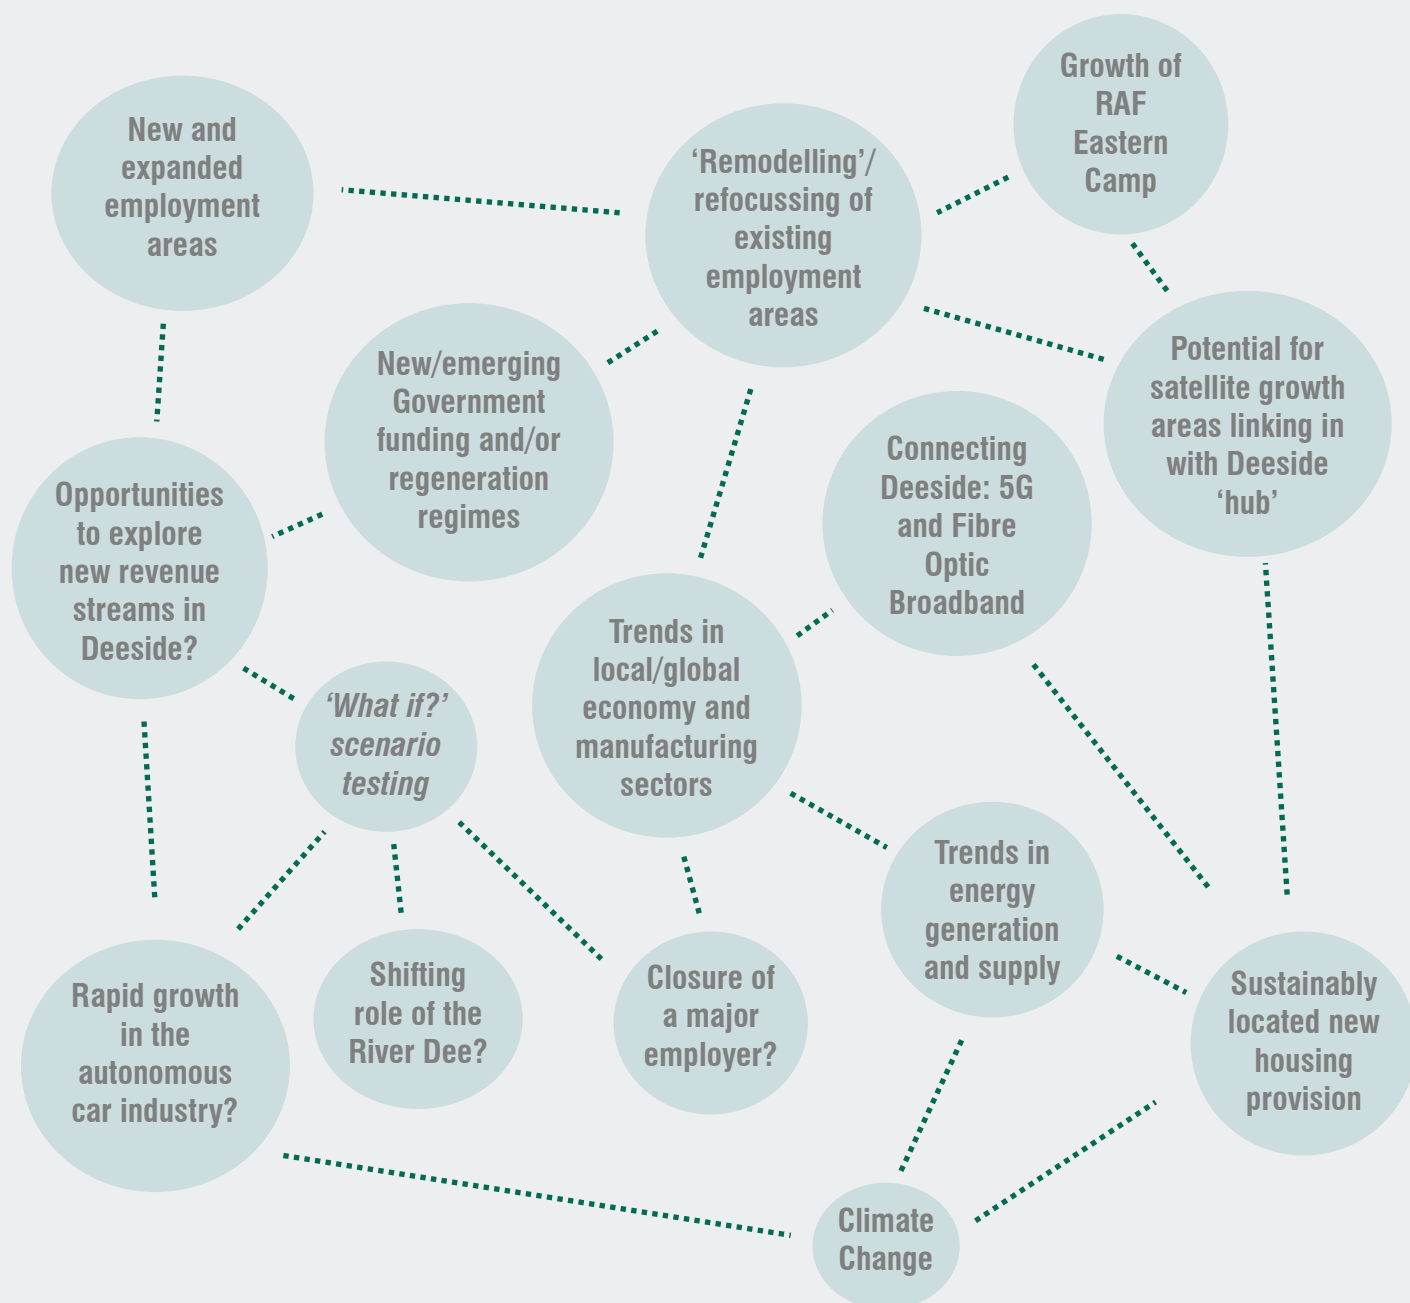 Growth of
RAF
Eastern
Camp
New and
expanded
employment
areas
‘Remodelling’/
refocussing of
existing
employment
areas
New/emerging
Government
funding and/or
regeneration
regimes
Potential for
satellite growth
areas linking in
with Deeside
‘hub’
Connecting
Deeside: 5G
and Fibre
Optic
Broadband
Opportunities
to explore
new revenue
streams in
Deeside?
Trends in
local/global
economy and
manufacturing
sectors
‘What if?’
scenario
testing
Trends in
energy
generation
and supply
Rapid growth
in the
autonomous
car industry?
Shifting
role of the
River Dee?
Closure of
a major
employer?
Sustainably
located new
housing
provision
Climate
Change